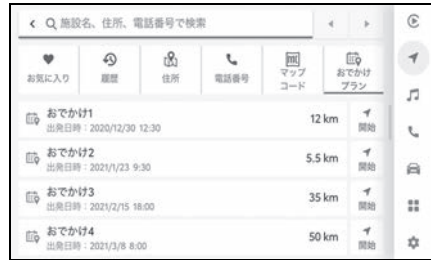 施設名、住所、電話番号で検索
お気に入り
履歴
住所
電話番号
マップ
コード
おでかけ
プラン
おでかけ1
出発日時：2020/12/30 12:30
12 km
開始
おでかけ2
出発日時：2021/1/23 9:30
5.5 km
開始
おでかけ3
出発日時：2021/2/15 18:00
35 km
開始
おでかけ4
出発日時：2021/3/8 8:00
50 km
開始